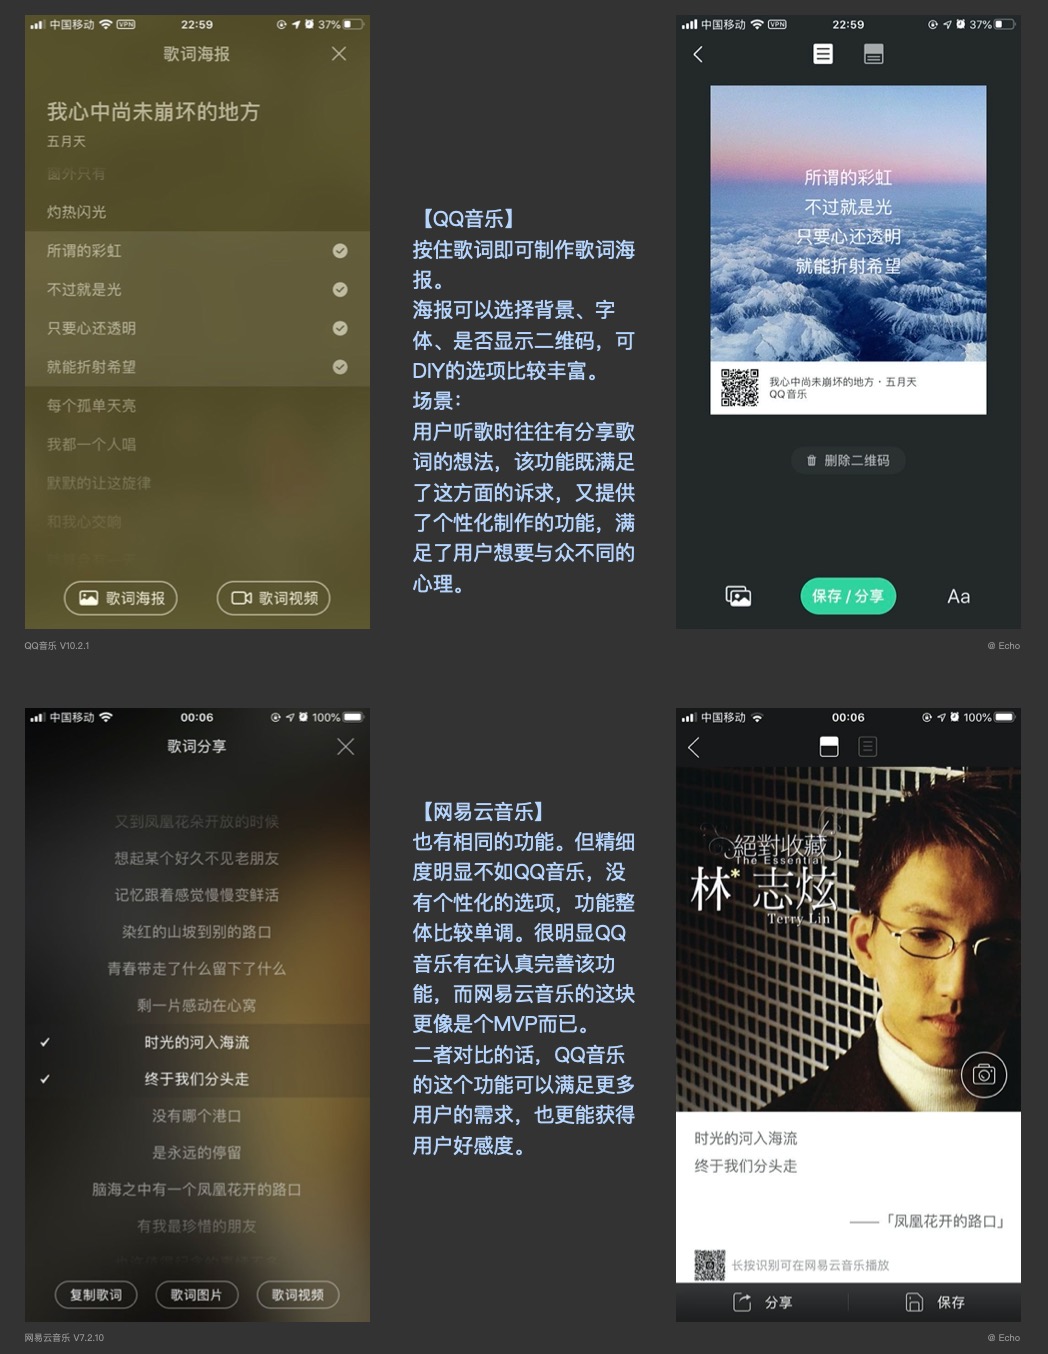 中国移动 VPN 22:59 37%
歌词海报
我心中尚未崩坏的地方
五月天
窗外只有
灼热闪光
所谓的彩虹
不过就是光
只要心还透明
就能折射希望
每个孤单天亮
我都一个人唱
默默的让这旋律
和我心交响
歌词海报 歌词视频
QQ音乐 V10.2.1
【QQ音乐】
按住歌词即可制作歌词海
报。
海报可以选择背景、字
体、是否显示二维码，可
DIY的选项比较丰富。
场景：
用户听歌时往往有分享歌
词的想法，该功能既满足
了这方面的诉求，又提供
了个性化制作的功能，满
足了用户想要与众不同的
心理。
中国移动 VPN 22:59 37%
所谓的彩虹
不过就是光
只要心还透明
就能折射希望
我心中尚未崩坏的地方 · 五月天
QQ音乐
删除二维码
保存 / 分享 Aa
@ Echo
中国移动 00:06 100%
歌词分享
又到凤凰花朵开放的时候
想起某个好久不见老朋友
记忆跟着感觉慢慢变鲜活
染红的山坡到别的路口
青春带走了什么留下了什么
剩一片感动在心窝
时光的河入海流
终于我们分头走
没有哪个港口
是永远的停留
脑海之中有一个凤凰花开的路口
有我最珍惜的朋友
复制歌词 歌词图片 歌词视频
网易云音乐 V7.2.10
【网易云音乐】
也有相同的功能。但精细
度明显不如QQ音乐，没
有个性化的选项，功能整
体比较单调。很明显QQ
音乐有在认真完善该功
能，而网易云音乐的这块
更像是个MVP而已。
二者对比的话，QQ音乐
的这个功能可以满足更多
用户的需求，也更能获得
用户好感度。
中国移动 00:06 100%
絕對收藏
The Essential
林*志炫
Terry Lin
时光的河入海流
终于我们分头走
——「凤凰花开的路口」
长按识别可在网易云音乐播放
分享 保存
@ Echo